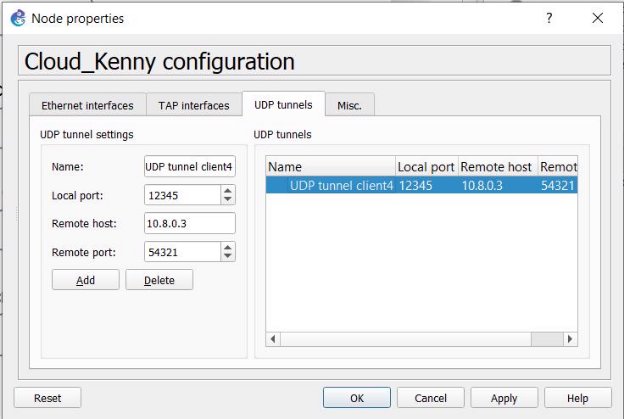 Node properties
?
Cloud_Kenny configuration
Ethernet interfaces TAP interfaces UDP tunnels Misc.
UDP tunnel settings
Name: UDP tunnel client4
Local port: 12345
Remote host: 10.8.0.3
Remote port: 54321
Add Delete
UDP tunnels
Name Local port Remote host Remot
UDP tunnel client4 12345 10.8.0.3 54321
Reset OK Cancel Apply Help